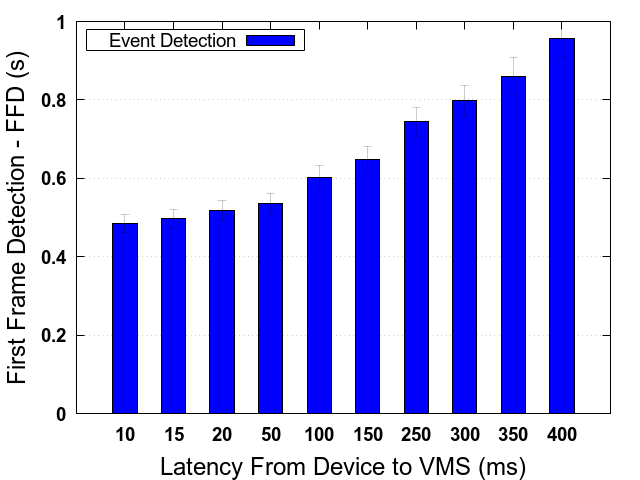 Event Detection
First Frame Detection - FFD (s)
1
0.8
0.6
0.4
0.2
0
10 15 20 50 100 150 250 300 350 400
Latency From Device to VMS (ms)